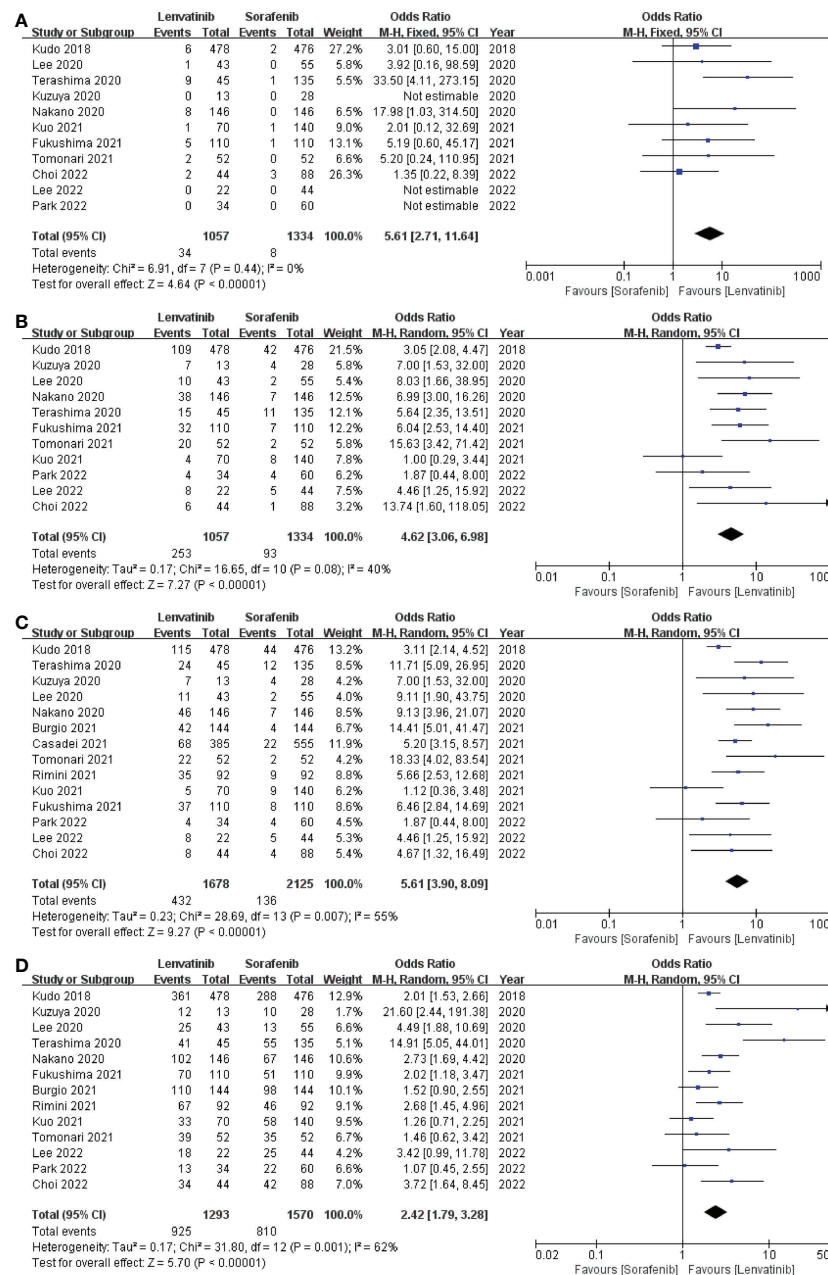 A
Lenvatinib Sorafenib Odds Ratio Odds Ratio
Study or Subgroup Events Total Events Total Weight M-H, Fixed, 95% CI Year M-H, Fixed, 95% CI
Kudo 2018 6 478 2 476 27.2% 3.01 [0.60, 15.00] 2018
Lee 2020 1 43 0 55 5.8% 3.92 [0.16, 98.59] 2020
Terashima 2020 9 45 1 135 5.5% 33.50 [4.11, 273.15] 2020
Kuzuya 2020 0 13 0 28 Not estimable 2020
Nakano 2020 8 146 0 146 6.5% 17.98 [1.03, 314.50] 2020
Kuo 2021 1 70 1 140 9.0% 2.01 [0.12, 32.69] 2021
Fukushima 2021 5 110 1 110 13.1% 5.19 [0.60, 45.17] 2021
Tomonari 2021 2 52 0 52 6.6% 5.20 [0.24, 110.95] 2021
Choi 2022 2 44 3 88 26.3% 1.35 [0.22, 8.39] 2022
Lee 2022 0 22 0 44 Not estimable 2022
Park 2022 0 34 0 60 Not estimable 2022
Total (95% CI) 1057 1334 100.0% 5.61 [2.71, 11.64]
Total events 34 8
Heterogeneity: Chi² = 6.91, df = 7 (P = 0.44); I² = 0%
Test for overall effect: Z = 4.64 (P < 0.00001)
0.001 0.1 1 10 1000
Favours [Sorafenib] Favours [Lenvatinib]
B
Lenvatinib Sorafenib Odds Ratio Odds Ratio
Study or Subgroup Events Total Events Total Weight M-H, Random, 95% CI Year M-H, Random, 95% CI
Kudo 2018 109 478 42 476 21.5% 3.05 [2.08, 4.47] 2018
Kuzuya 2020 7 13 4 28 5.8% 7.00 [1.53, 32.00] 2020
Lee 2020 10 43 2 55 5.4% 8.03 [1.66, 38.95] 2020
Nakano 2020 38 146 7 146 12.5% 6.99 [3.00, 16.26] 2020
Terashima 2020 15 45 11 135 12.1% 5.64 [2.35, 13.51] 2020
Fukushima 2021 32 110 7 110 12.2% 6.04 [2.53, 14.40] 2021
Tomonari 2021 20 52 2 52 5.8% 15.63 [3.42, 71.42] 2021
Kuo 2021 4 70 8 140 7.8% 1.00 [0.29, 3.44] 2021
Park 2022 4 34 4 60 6.2% 1.87 [0.44, 8.00] 2022
Lee 2022 8 22 5 44 7.5% 4.46 [1.25, 15.92] 2022
Choi 2022 6 44 1 88 3.2% 13.74 [1.60, 118.05] 2022
Total (95% CI) 1057 1334 100.0% 4.62 [3.06, 6.98]
Total events 253 93
Heterogeneity: Tau² = 0.17; Chi² = 16.65, df = 10 (P = 0.08); I² = 40%
Test for overall effect: Z = 7.27 (P < 0.00001)
0.01 0.1 1 10 100
Favours [Sorafenib] Favours [Lenvatinib]
C
Lenvatinib Sorafenib Odds Ratio Odds Ratio
Study or Subgroup Events Total Events Total Weight M-H, Random, 95% CI Year M-H, Random, 95% CI
Kudo 2018 115 478 44 476 13.2% 3.11 [2.14, 4.52] 2018
Terashima 2020 24 45 12 135 8.5% 11.71 [5.09, 26.95] 2020
Kuzuya 2020 7 13 4 28 4.2% 7.00 [1.53, 32.00] 2020
Lee 2020 11 43 2 55 4.0% 9.11 [1.90, 43.75] 2020
Nakano 2020 46 146 7 146 8.5% 9.13 [3.96, 21.07] 2020
Burgio 2021 42 144 4 144 6.7% 14.41 [5.01, 41.47] 2021
Casadei 2021 68 385 22 555 11.9% 5.20 [3.15, 8.57] 2021
Tomonari 2021 22 52 2 52 4.2% 18.33 [4.02, 83.54] 2021
Rimini 2021 35 92 9 92 8.8% 5.66 [2.53, 12.68] 2021
Kuo 2021 5 70 9 140 6.2% 1.12 [0.36, 3.48] 2021
Fukushima 2021 37 110 8 110 8.6% 6.46 [2.84, 14.69] 2021
Park 2022 4 34 4 60 4.5% 1.87 [0.44, 8.00] 2022
Lee 2022 8 22 5 44 5.4% 4.46 [1.25, 15.92] 2022
Choi 2022 8 44 4 88 5.4% 4.67 [1.32, 16.49] 2022
Total (95% CI) 1678 2125 100.0% 5.61 [3.90, 8.09]
Total events 432 136
Heterogeneity: Tau² = 0.23; Chi² = 28.69, df = 13 (P = 0.007); I² = 55%
Test for overall effect: Z = 9.27 (P < 0.00001)
0.01 0.1 1 10 100
Favours [Sorafenib] Favours [Lenvatinib]
D
Lenvatinib Sorafenib Odds Ratio Odds Ratio
Study or Subgroup Events Total Events Total Weight M-H, Random, 95% CI Year M-H, Random, 95% CI
Kudo 2018 361 478 288 476 12.9% 2.01 [1.53, 2.66] 2018
Kuzuya 2020 12 13 10 28 1.7% 21.60 [2.44, 191.38] 2020
Lee 2020 25 43 13 55 6.6% 4.49 [1.88, 10.69] 2020
Terashima 2020 41 45 55 135 5.1% 14.91 [5.05, 44.01] 2020
Nakano 2020 102 146 67 146 10.6% 2.73 [1.69, 4.42] 2020
Fukushima 2021 70 110 51 110 9.9% 2.02 [1.18, 3.47] 2021
Burgio 2021 110 144 98 144 10.1% 1.52 [0.90, 2.55] 2021
Rimini 2021 67 92 46 92 9.1% 2.68 [1.45, 4.96] 2021
Kuo 2021 33 70 58 140 9.5% 1.26 [0.71, 2.25] 2021
Tomonari 2021 39 52 35 52 6.7% 1.46 [0.62, 3.42] 2021
Lee 2022 18 22 25 44 4.2% 3.42 [0.99, 11.78] 2022
Park 2022 13 34 22 60 6.6% 1.07 [0.45, 2.55] 2022
Choi 2022 34 44 42 88 7.0% 3.72 [1.64, 8.45] 2022
Total (95% CI) 1293 1570 100.0% 2.42 [1.79, 3.28]
Total events 925 810
Heterogeneity: Tau² = 0.17; Chi² = 31.80, df = 12 (P = 0.001); I² = 62%
Test for overall effect: Z = 5.70 (P < 0.00001)
0.02 0.1 1 10 50
Favours [Sorafenib] Favours [Lenvatinib]